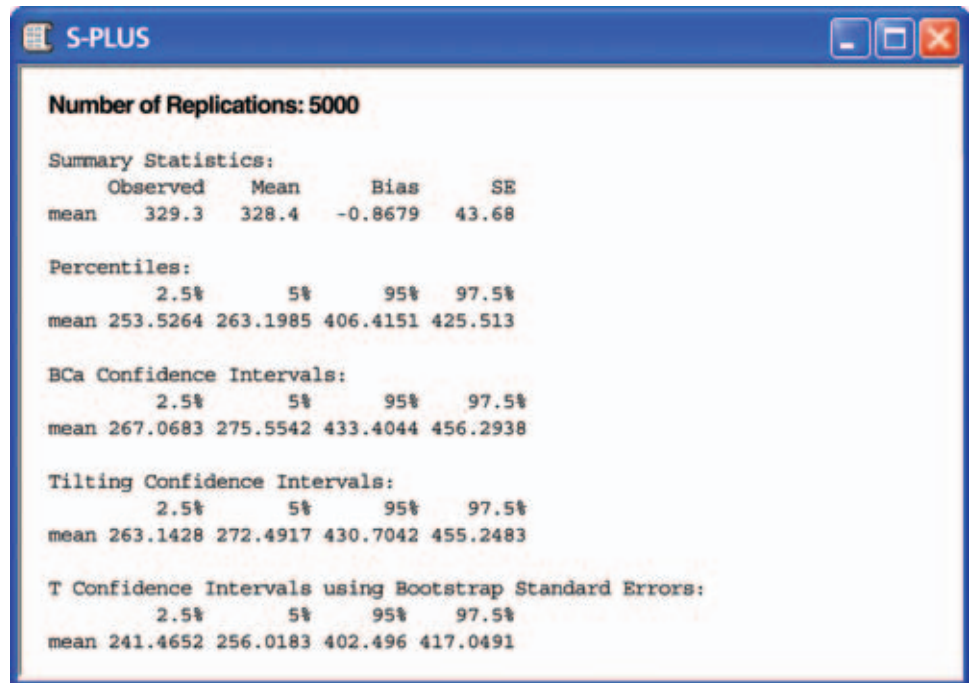 S-PLUS
Number of Replications: 5000
Summary Statistics:
Observed Mean Bias SE
mean 329.3 328.4 -0.8679 43.68
Percentiles:
2.5% 5% 95% 97.5%
mean 253.5264 263.1985 406.4151 425.513
BCa Confidence Intervals:
2.5% 5% 95% 97.5%
mean 267.0683 275.5542 433.4044 456.2938
Tilting Confidence Intervals:
2.5% 5% 95% 97.5%
mean 263.1428 272.4917 430.7042 455.2483
T Confidence Intervals using Bootstrap Standard Errors:
2.5% 5% 95% 97.5%
mean 241.4652 256.0183 402.496 417.0491